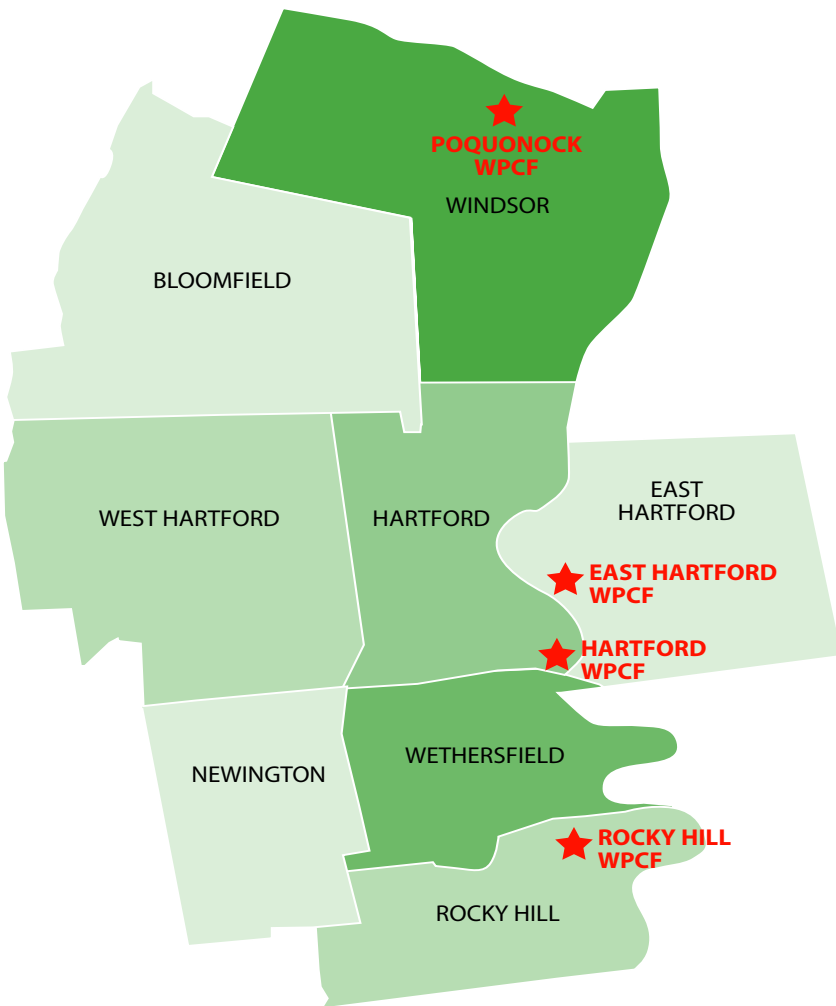 POQUONOCK
WPCF
WINDSOR
BLOOMFIELD
WEST HARTFORD
HARTFORD
EAST
HARTFORD
EAST HARTFORD
WPCF
HARTFORD
WPCF
WETHERSFIELD
NEWINGTON
ROCKY HILL
WPCF
ROCKY HILL